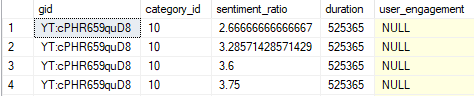 gid category_id sentiment_ratio duration user_engagement
1 YT:cPHR659quD8 10 2.66666666666667 525365 NULL
2 YT:cPHR659quD8 10 3.28571428571429 525365 NULL
3 YT:cPHR659quD8 10 3.6 525365 NULL
4 YT:cPHR659quD8 10 3.75 525365 NULL